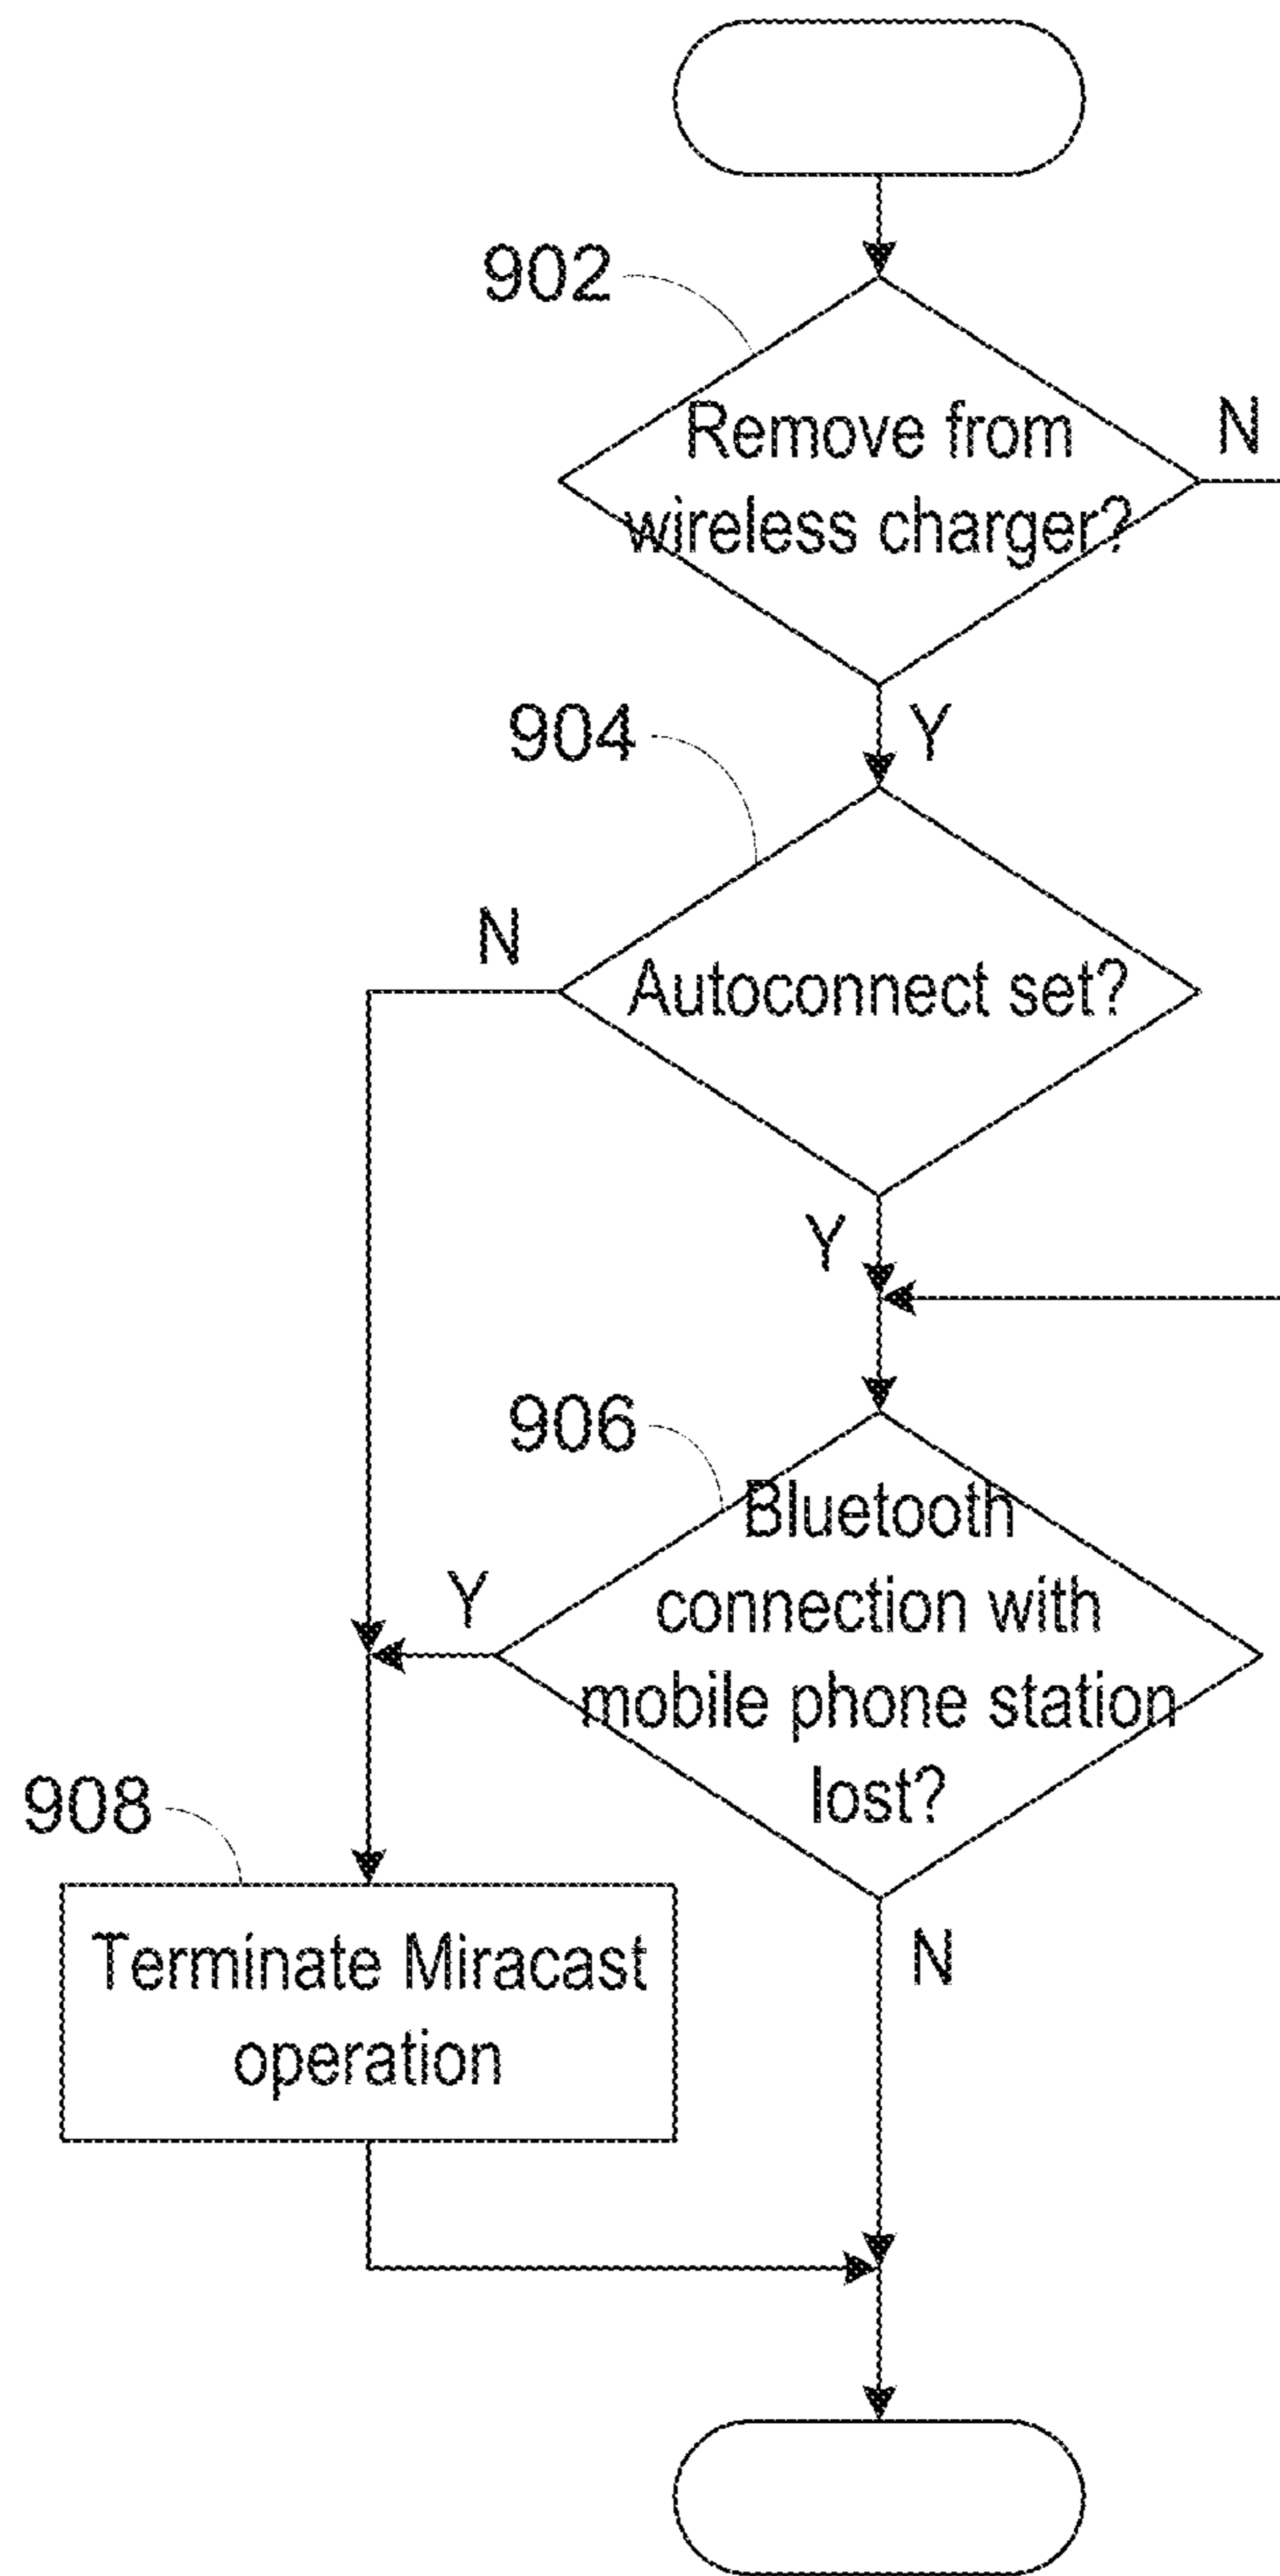 902
Remove from
wireless charger?
N
Y
904
N
Autoconnect set?
Y
906
Bluetooth
connection with
mobile phone station
lost?
Y
N
908
Terminate Miracast
operation